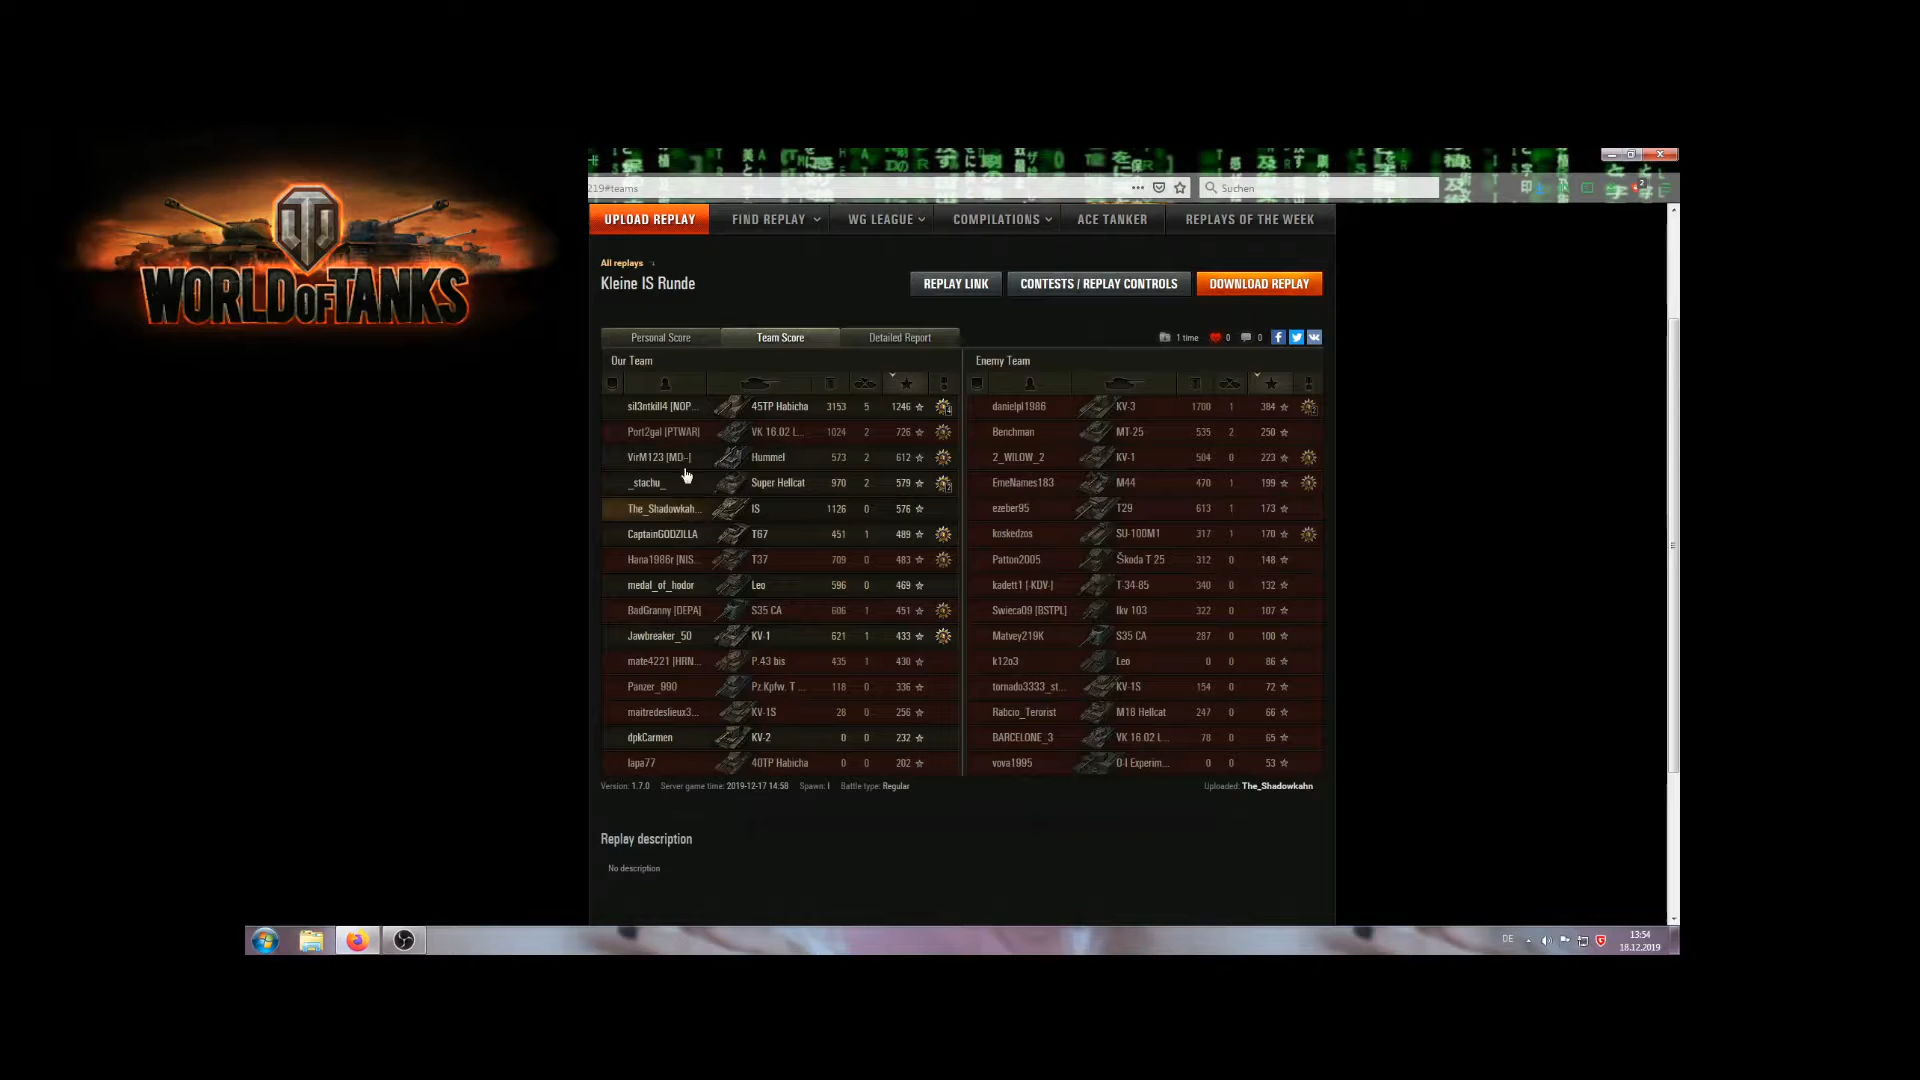 WORLD OF TANKS
219#teams
Suchen
UPLOAD REPLAY FIND REPLAY WG LEAGUE COMPILATIONS ACE TANKER REPLAYS OF THE WEEK
All replays
Kleine IS Runde
REPLAY LINK CONTESTS / REPLAY CONTROLS DOWNLOAD REPLAY
Personal Score Team Score Detailed Report 1 time 0 0
Our Team
sil3ntkill4 [NOP... 45TP Habicha 3153 5 1246 4
Port2gal [PTWAR] VK 16.02 L... 1024 2 726
VirM123 [MD-] Hummel 573 2 612
_stachu_ Super Hellcat 970 2 579 2
The_Shadowkah... IS 1126 0 576
CaptainGODZILLA T67 451 1 489
Hana1986r [NIS... T37 709 0 483
medal_of_hodor Leo 596 0 469
BadGranny [DEPA] S35 CA 606 1 451
Jawbreaker_50 KV-1 621 1 433
mate4221 [HRN... P.43 bis 435 1 430
Panzer_990 Pz.Kpfw. T ... 118 0 336
maitredeslieux3... KV-1S 28 0 256
dpkCarmen KV-2 0 0 232
lapa77 40TP Habicha 0 0 202
Enemy Team
danielpl1986 KV-3 1700 1 384
Benchman MT-25 535 2 250
2_WILOW_2 KV-1 504 0 223
EmeNames183 M44 470 1 199
ezeber95 T29 613 1 173
koskedzos SU-100M1 317 1 170
Patton2005 Škoda T 25 312 0 148
kadett1 [-KDV-] T-34-85 340 0 132
Swieca09 [BSTPL] Ikv 103 322 0 107
Matvey219K S35 CA 287 0 100
k12o3 Leo 0 0 86
tornado3333_st... KV-1S 154 0 72
Rabcio_Terorist M18 Hellcat 247 0 66
BARCELONE_3 VK 16.02 L... 78 0 65
vova1995 O-I Experim... 0 0 53
Version: 1.7.0 Server game time: 2019-12-17 14:58 Spawn: I Battle type: Regular Uploaded: The_Shadowkahn
Replay description
No description
DE
13:54
18.12.2019